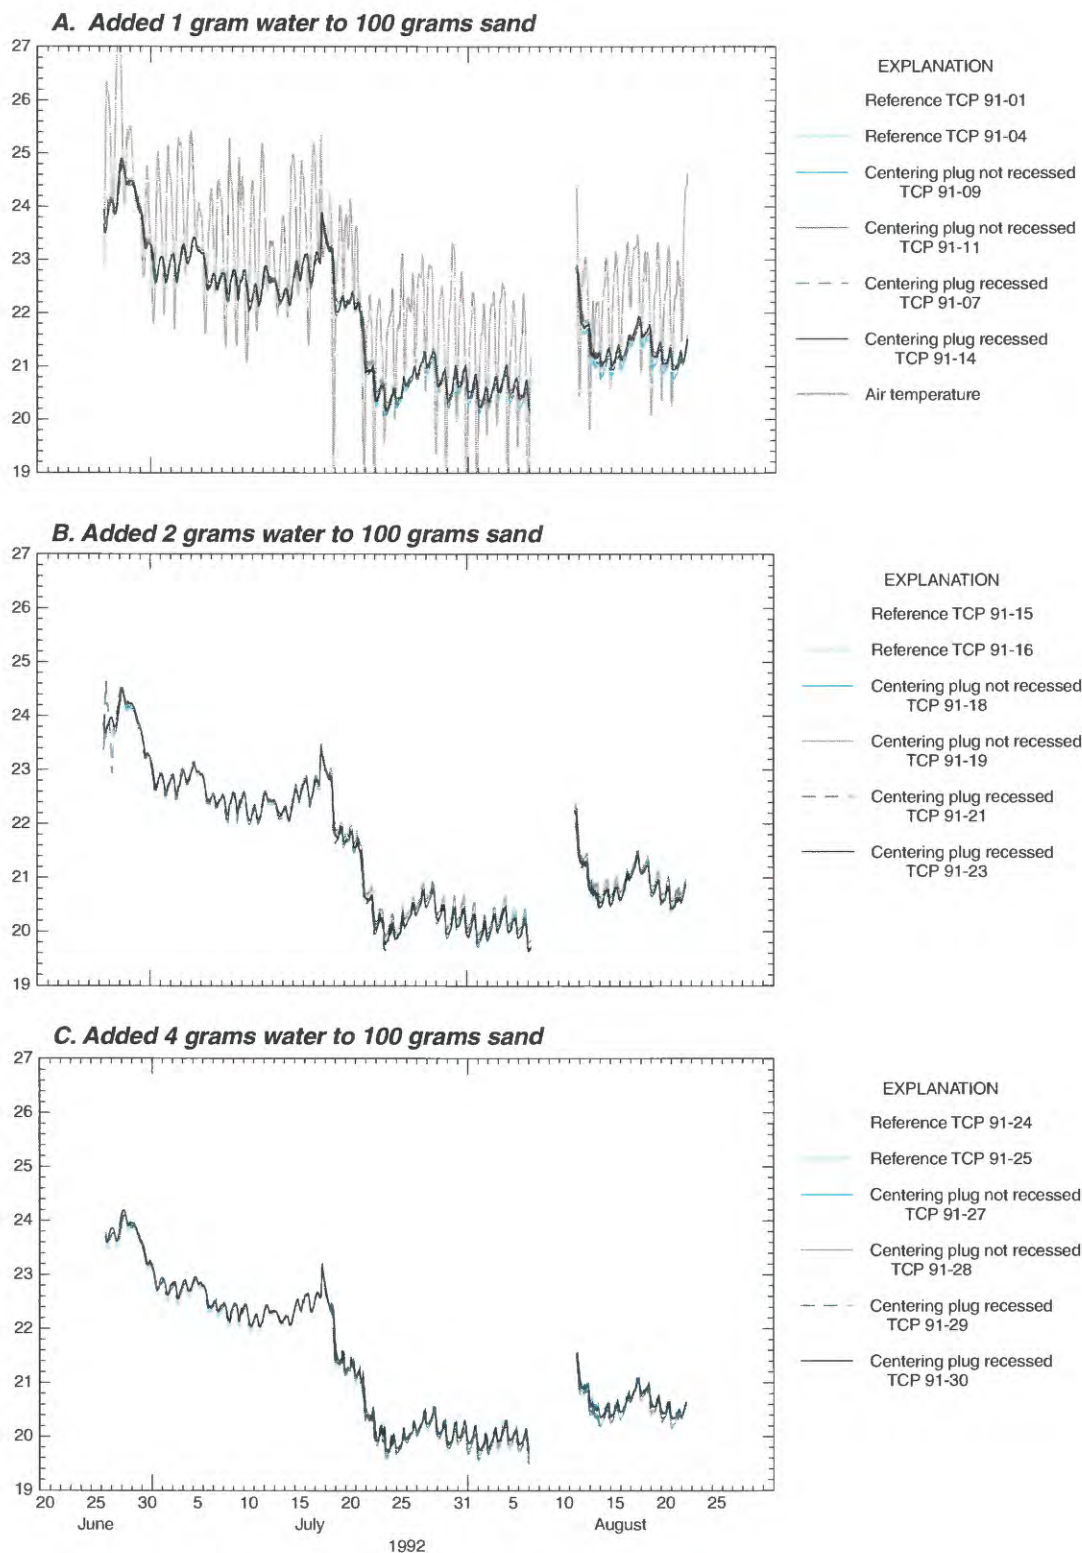 A. Added 1 gram water to 100 grams sand
27
26
25
24
23
22
21
20
19
EXPLANATION
Reference TCP 91-01
Reference TCP 91-04
Centering plug not recessed
TCP 91-09
Centering plug not recessed
TCP 91-11
Centering plug recessed
TCP 91-07
Centering plug recessed
TCP 91-14
Air temperature
B. Added 2 grams water to 100 grams sand
27
26
25
24
23
22
21
20
19
EXPLANATION
Reference TCP 91-15
Reference TCP 91-16
Centering plug not recessed
TCP 91-18
Centering plug not recessed
TCP 91-19
Centering plug recessed
TCP 91-21
Centering plug recessed
TCP 91-23
C. Added 4 grams water to 100 grams sand
27
26
25
24
23
22
21
20
19
EXPLANATION
Reference TCP 91-24
Reference TCP 91-25
Centering plug not recessed
TCP 91-27
Centering plug not recessed
TCP 91-28
Centering plug recessed
TCP 91-29
Centering plug recessed
TCP 91-30
20 25 30 5 10 15 20 25 31 5 10 15 20 25
June July August
1992